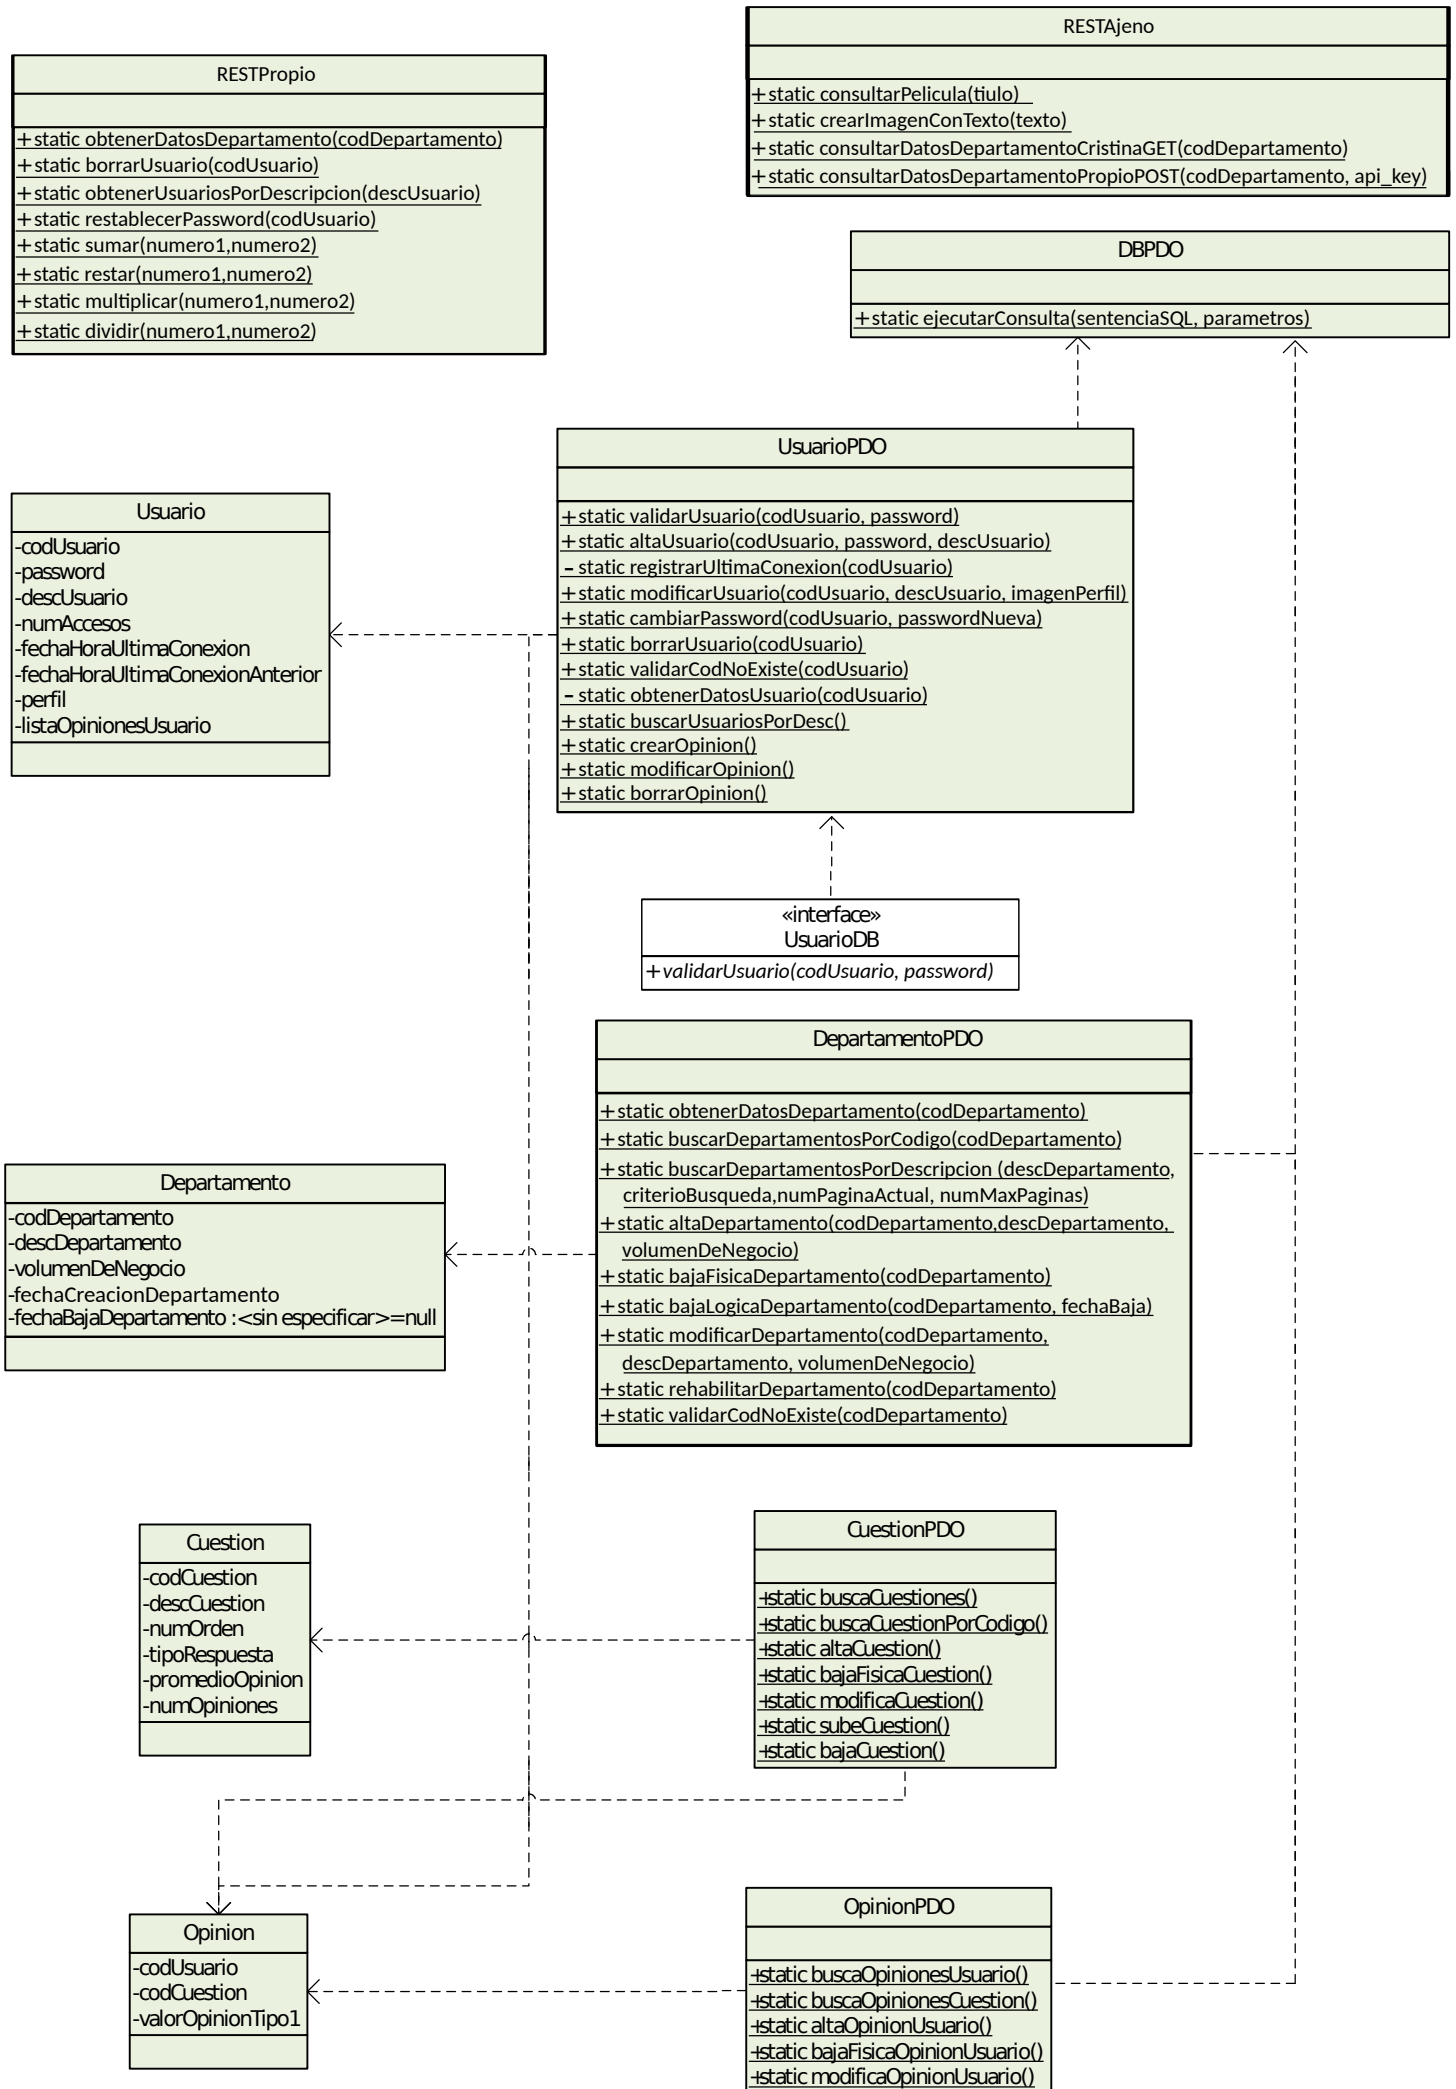 RESTPropio
+static obtenerDatosDepartamento(codDepartamento)
+static borrarUsuario(codUsuario)
+static obtenerUsuariosPorDescripcion(descUsuario)
+static restablecerPassword(codUsuario)
+static sumar(numero1,numero2)
+static restar(numero1,numero2)
+static multiplicar(numero1,numero2)
+static dividir(numero1,numero2)
RESTAjeno
+static consultarPelicula(tiulo)
+static crearImagenConTexto(texto)
+static consultarDatosDepartamentoCristinaGET(codDepartamento)
+static consultarDatosDepartamentoPropioPOST(codDepartamento, api_key)
DBPDO
+static ejecutarConsulta(sentenciaSQL, parametros)
UsuarioPDO
+static validarUsuario(codUsuario, password)
+static altaUsuario(codUsuario, password, descUsuario)
- static registrarUltimaConexion(codUsuario)
+static modificarUsuario(codUsuario, descUsuario, imagenPerfil)
+static cambiarPassword(codUsuario, passwordNueva)
+static borrarUsuario(codUsuario)
+static validarCodNoExiste(codUsuario)
- static obtenerDatosUsuario(codUsuario)
+static buscarUsuariosPorDesc()
+static crearOpinion()
+static modificarOpinion()
+static borrarOpinion()
Usuario
-codUsuario
-password
-descUsuario
-numAccesos
-fechaHoraUltimaConexion
-fechaHoraUltimaConexionAnterior
-perfil
-listaOpinionesUsuario
«interface»
UsuarioDB
+validarUsuario(codUsuario, password)
DepartamentoPDO
+static obtenerDatosDepartamento(codDepartamento)
+static buscarDepartamentosPorCodigo(codDepartamento)
+static buscarDepartamentosPorDescripcion (descDepartamento,
criterioBusqueda,numPaginaActual, numMaxPaginas)
+static altaDepartamento(codDepartamento,descDepartamento,
volumenDeNegocio)
+static bajaFisicaDepartamento(codDepartamento)
+static bajaLogicaDepartamento(codDepartamento, fechaBaja)
+static modificarDepartamento(codDepartamento,
descDepartamento, volumenDeNegocio)
+static rehabilitarDepartamento(codDepartamento)
+static validarCodNoExiste(codDepartamento)
Departamento
-codDepartamento
-descDepartamento
-volumenDeNegocio
-fechaCreacionDepartamento
-fechaBajaDepartamento :<sin especificar>=null
Cuestion
-codCuestion
-descCuestion
-numOrden
-tipoRespuesta
-promedioOpinion
-numOpiniones
CuestionPDO
+static buscaCuestiones()
+static buscaCuestionPorCodigo()
+static altaCuestion()
+static bajaFisicaCuestion()
+static modificaCuestion()
+static subeCuestion()
+static bajaCuestion()
Opinion
-codUsuario
-codCuestion
-valorOpinionTipo1
OpinionPDO
+static buscaOpinionesUsuario()
+static buscaOpinionesCuestion()
+static altaOpinionUsuario()
+static bajaFisicaOpinionUsuario()
+static modificaOpinionUsuario()